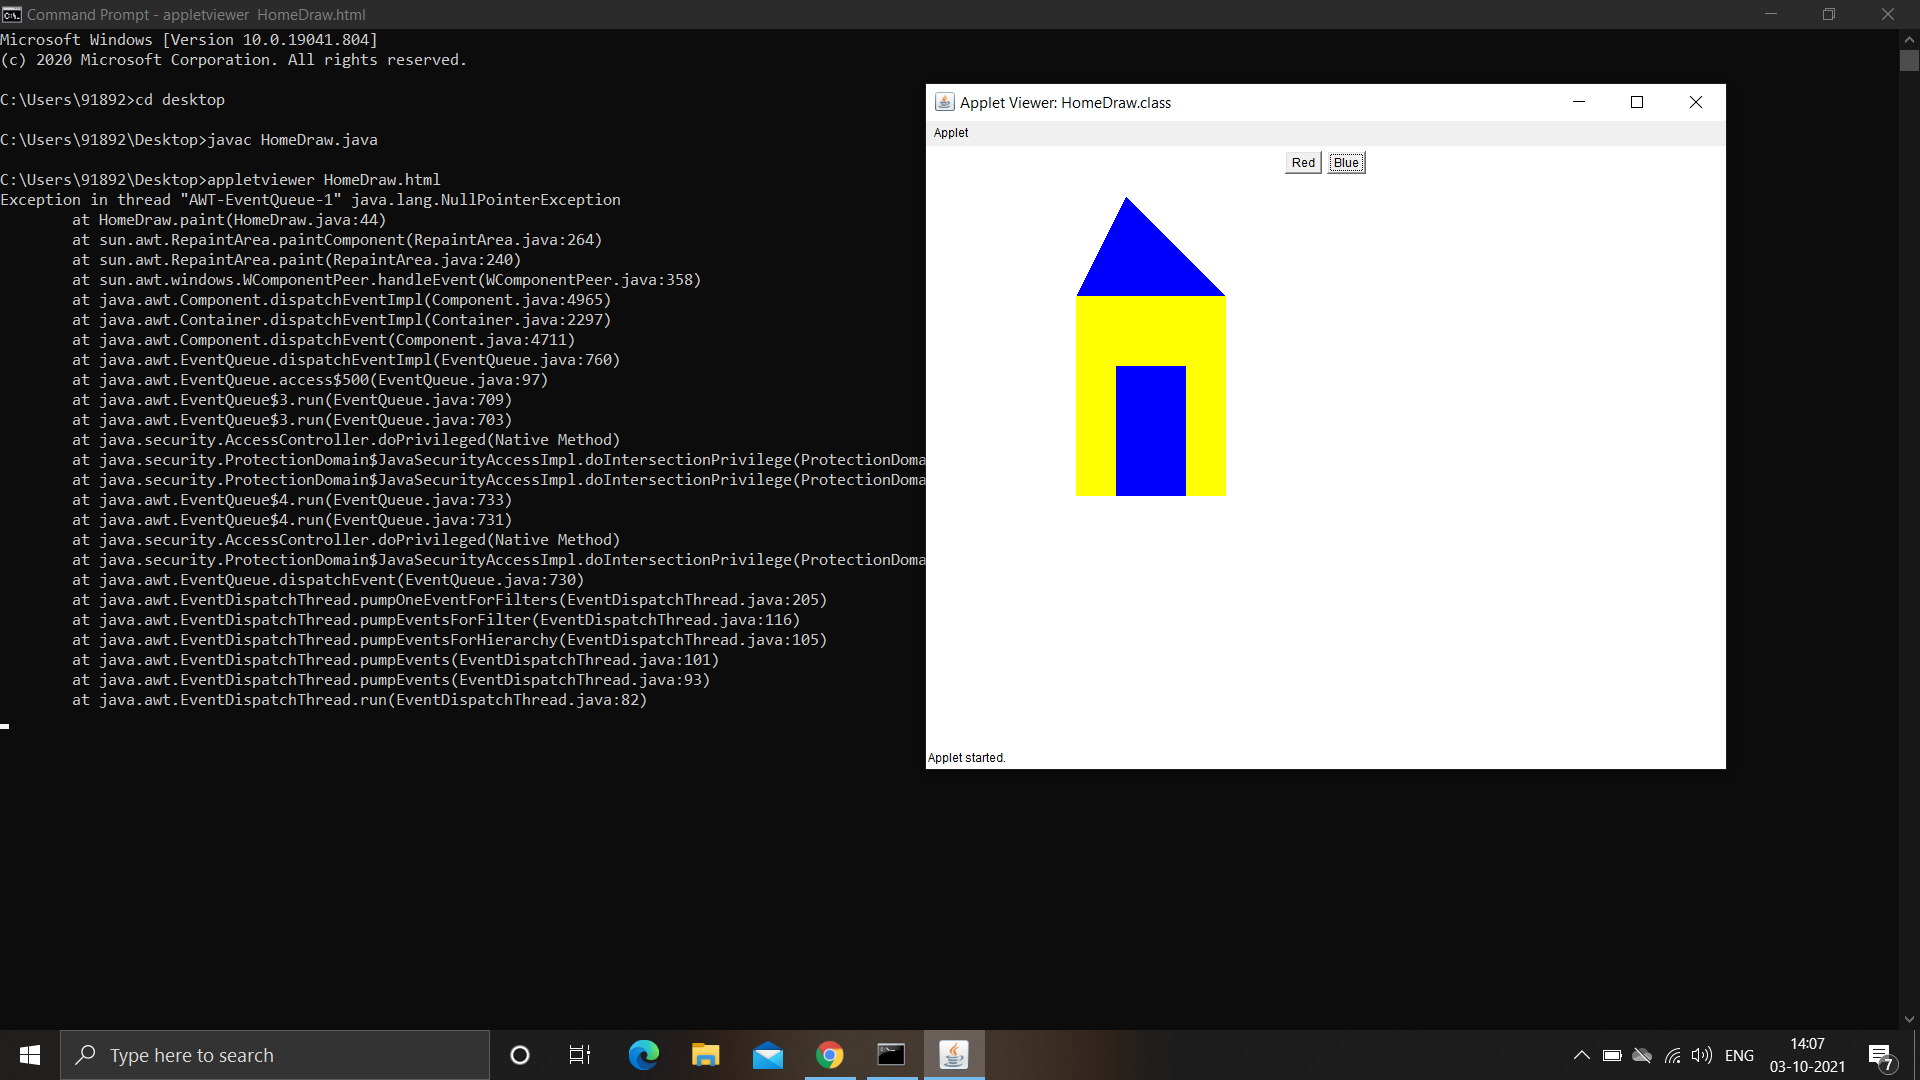 Command Prompt - appletviewer  HomeDraw.html
Microsoft Windows [Version 10.0.19041.804]
(c) 2020 Microsoft Corporation. All rights reserved.
C:\Users\91892>cd desktop
C:\Users\91892\Desktop>javac HomeDraw.java
C:\Users\91892\Desktop>appletviewer HomeDraw.html
Exception in thread "AWT-EventQueue-1" java.lang.NullPointerException
at HomeDraw.paint(HomeDraw.java:44)
at sun.awt.RepaintArea.paintComponent(RepaintArea.java:264)
at sun.awt.RepaintArea.paint(RepaintArea.java:240)
at sun.awt.windows.WComponentPeer.handleEvent(WComponentPeer.java:358)
at java.awt.Component.dispatchEventImpl(Component.java:4965)
at java.awt.Container.dispatchEventImpl(Container.java:2297)
at java.awt.Component.dispatchEvent(Component.java:4711)
at java.awt.EventQueue.dispatchEventImpl(EventQueue.java:760)
at java.awt.EventQueue.access$500(EventQueue.java:97)
at java.awt.EventQueue$3.run(EventQueue.java:709)
at java.awt.EventQueue$3.run(EventQueue.java:703)
at java.security.AccessController.doPrivileged(Native Method)
at java.security.ProtectionDomain$JavaSecurityAccessImpl.doIntersectionPrivilege(ProtectionDoma
at java.security.ProtectionDomain$JavaSecurityAccessImpl.doIntersectionPrivilege(ProtectionDoma
at java.awt.EventQueue$4.run(EventQueue.java:733)
at java.awt.EventQueue$4.run(EventQueue.java:731)
at java.security.AccessController.doPrivileged(Native Method)
at java.security.ProtectionDomain$JavaSecurityAccessImpl.doIntersectionPrivilege(ProtectionDoma
at java.awt.EventQueue.dispatchEvent(EventQueue.java:730)
at java.awt.EventDispatchThread.pumpOneEventForFilters(EventDispatchThread.java:205)
at java.awt.EventDispatchThread.pumpEventsForFilter(EventDispatchThread.java:116)
at java.awt.EventDispatchThread.pumpEventsForHierarchy(EventDispatchThread.java:105)
at java.awt.EventDispatchThread.pumpEvents(EventDispatchThread.java:101)
at java.awt.EventDispatchThread.pumpEvents(EventDispatchThread.java:93)
at java.awt.EventDispatchThread.run(EventDispatchThread.java:82)
Applet Viewer: HomeDraw.class
Applet
Red Blue
Applet started.
Type here to search
ENG
14:07
03-10-2021
7